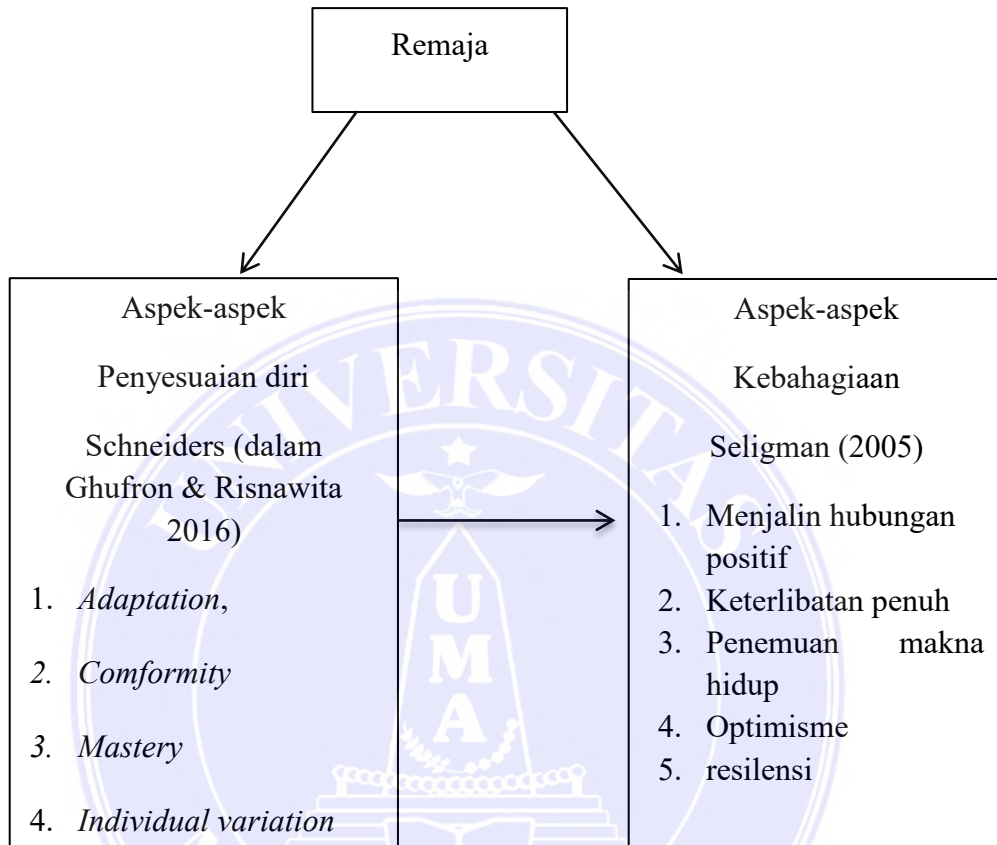 Remaja
Aspek-aspek
Penyesuaian diri
Schneiders (dalam
Ghufron & Risnawita
2016)
1. Adaptation,
2. Comformity
3. Mastery
4. Individual variation
Aspek-aspek
Kebahagiaan
Seligman (2005)
1. Menjalin hubungan
positif
2. Keterlibatan penuh
3. Penemuan makna
hidup
4. Optimisme
5. resilensi
UNIVERSITAS
UMA